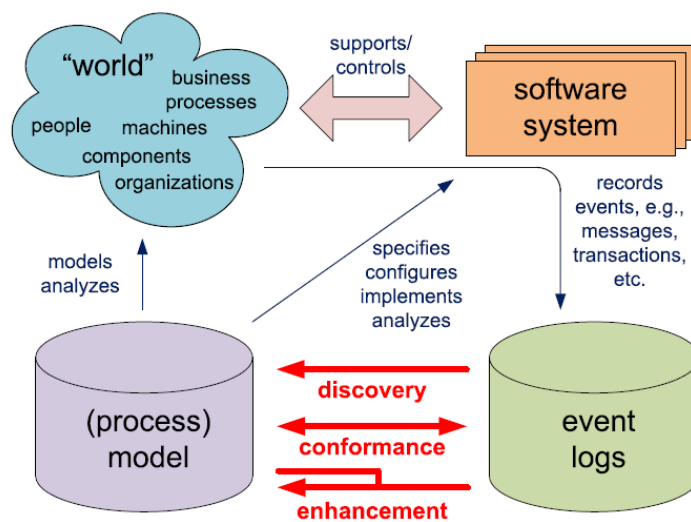 “world”
business
processes
people
machines
components
organizations
supports/
controls
software
system
records
events, e.g.,
messages,
transactions,
etc.
models
analyzes
specifies
configures
implements
analyzes
(process)
model
discovery
conformance
enhancement
event
logs